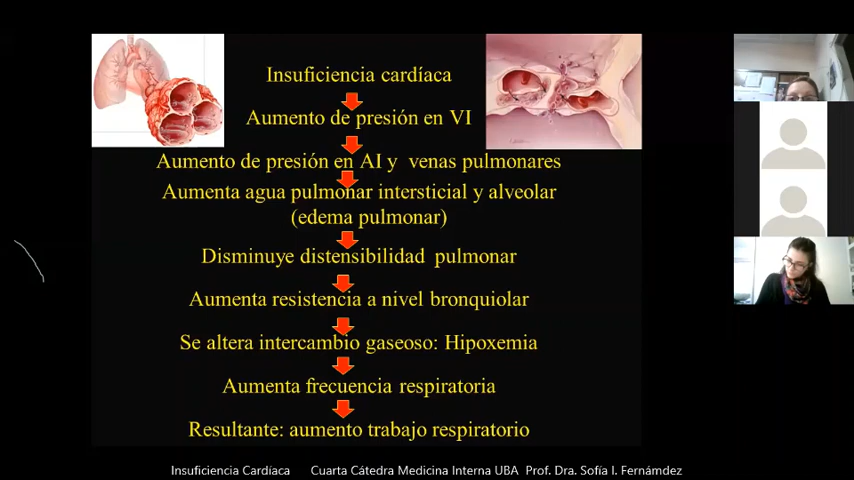 Insuficiencia cardíaca
Aumento de presión en VI
Aumento de presión en AI y venas pulmonares
Aumenta agua pulmonar intersticial y alveolar
(edema pulmonar)
Disminuye distensibilidad pulmonar
Aumenta resistencia a nivel bronquiolar
Se altera intercambio gaseoso: Hipoxemia
Aumenta frecuencia respiratoria
Resultante: aumento trabajo respiratorio
Insuficiencia Cardíaca Cuarta Cátedra Medicina Interna UBA Prof. Dra. Sofía I. Fernámdez